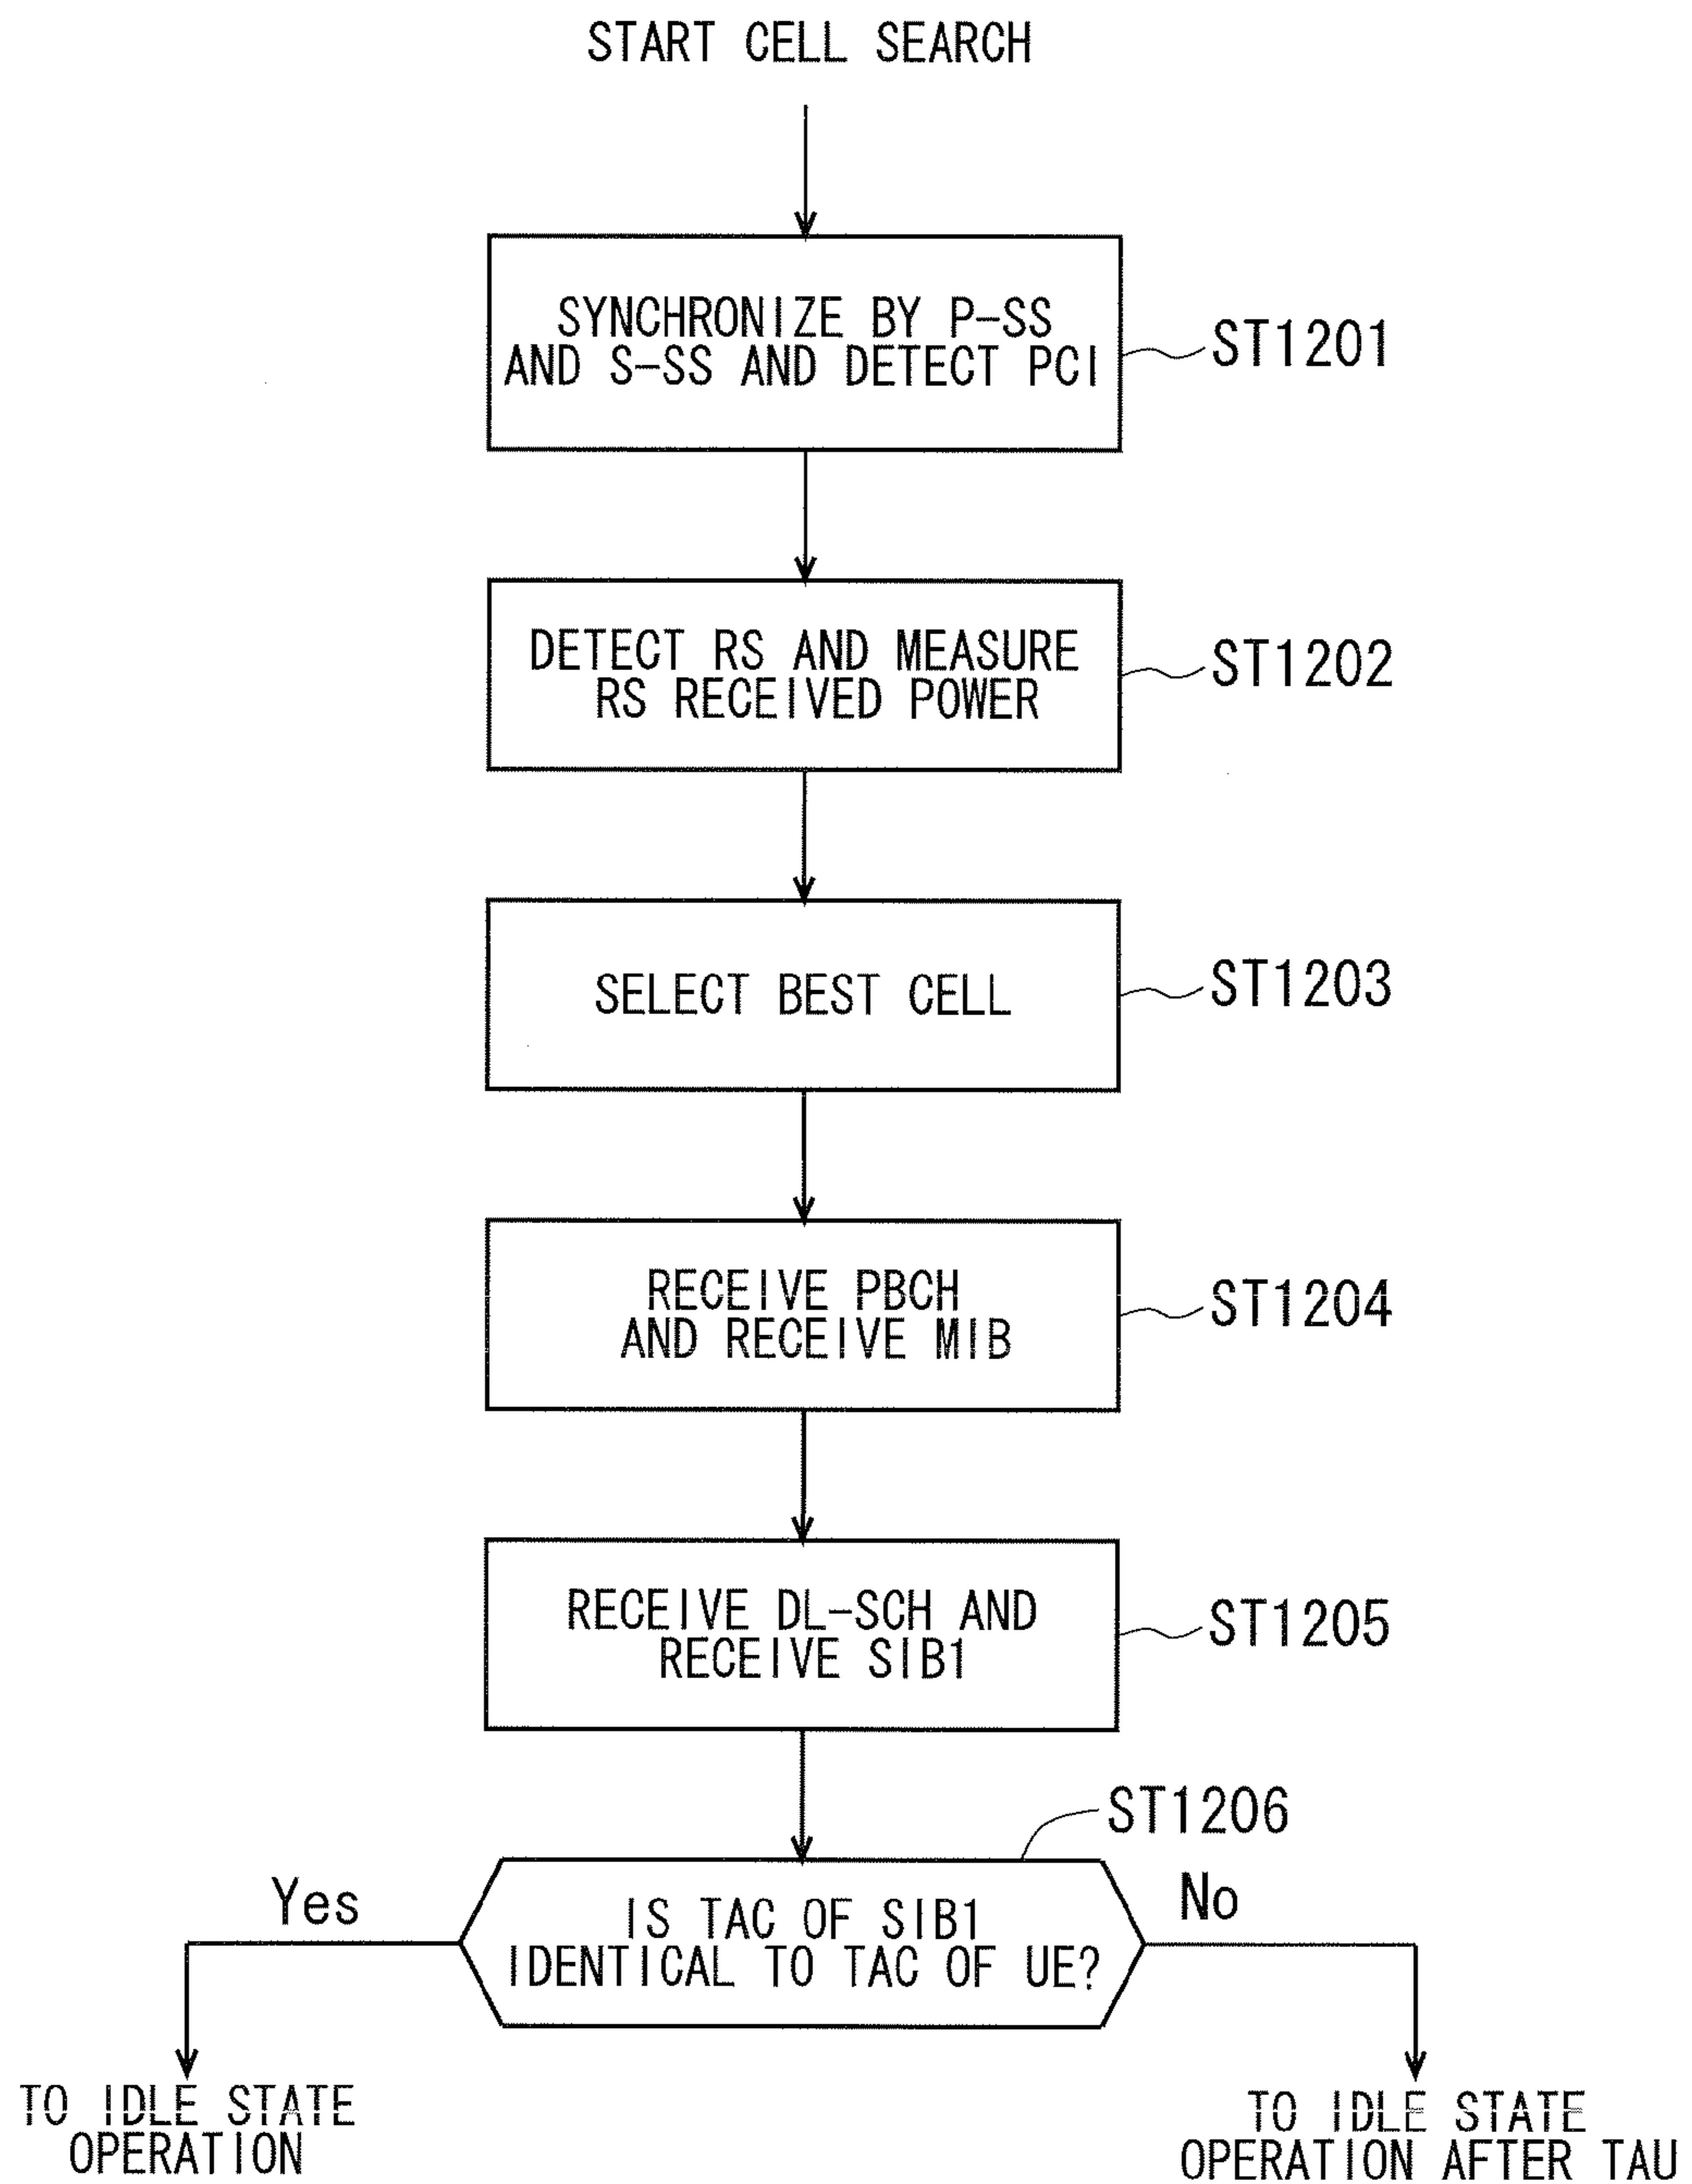 START CELL SEARCH
SYNCHRONIZE BY P-SS
AND S-SS AND DETECT PCI
ST1201
DETECT RS AND MEASURE
RS RECEIVED POWER
ST1202
SELECT BEST CELL
ST1203
RECEIVE PBCH
AND RECEIVE MIB
ST1204
RECEIVE DL-SCH AND
RECEIVE SIB1
ST1205
ST1206
Yes
IS TAC OF SIB1
IDENTICAL TO TAC OF UE?
No
TO IDLE STATE
OPERATION
TO IDLE STATE
OPERATION AFTER TAU